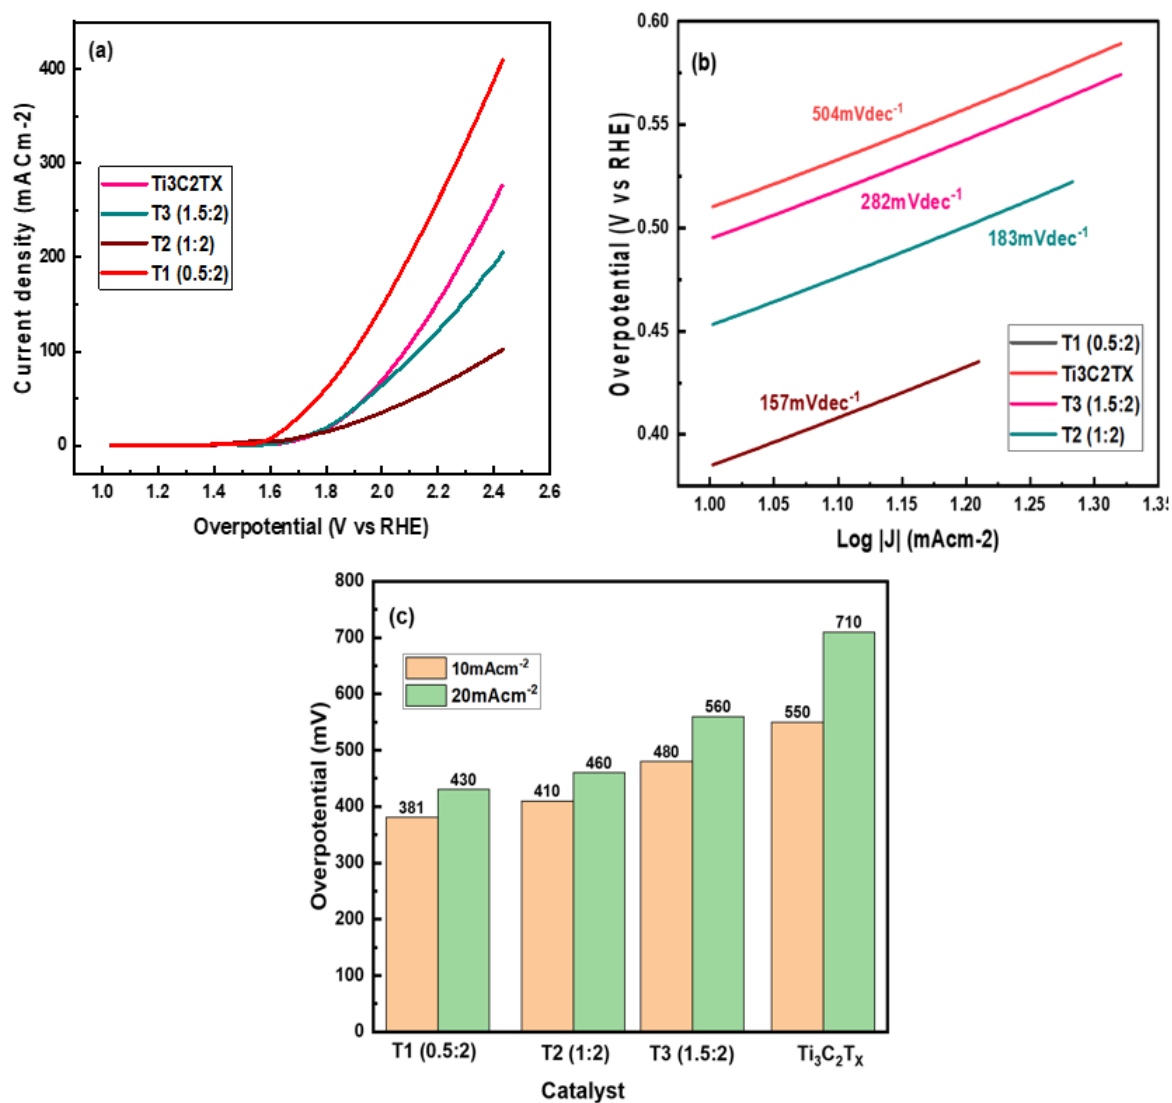 (a)
Current density (mACm-2)
400
300
200
100
0
Ti3C2TX
T3 (1.5:2)
T2 (1:2)
T1 (0.5:2)
1.0 1.2 1.4 1.6 1.8 2.0 2.2 2.4 2.6
Overpotential (V vs RHE)
(b)
Overpotential (V vs RHE)
0.60
0.55
0.50
0.45
0.40
504mVdec-1
282mVdec-1
183mVdec-1
157mVdec-1
T1 (0.5:2)
Ti3C2TX
T3 (1.5:2)
T2 (1:2)
1.00 1.05 1.10 1.15 1.20 1.25 1.30 1.35
Log |J| (mAcm-2)
(c)
Overpotential (mV)
800
700
600
500
400
300
200
100
0
10mAcm-2
20mAcm-2
381
430
410
460
480
560
550
710
T1 (0.5:2) T2 (1:2) T3 (1.5:2) Ti3C2TX
Catalyst